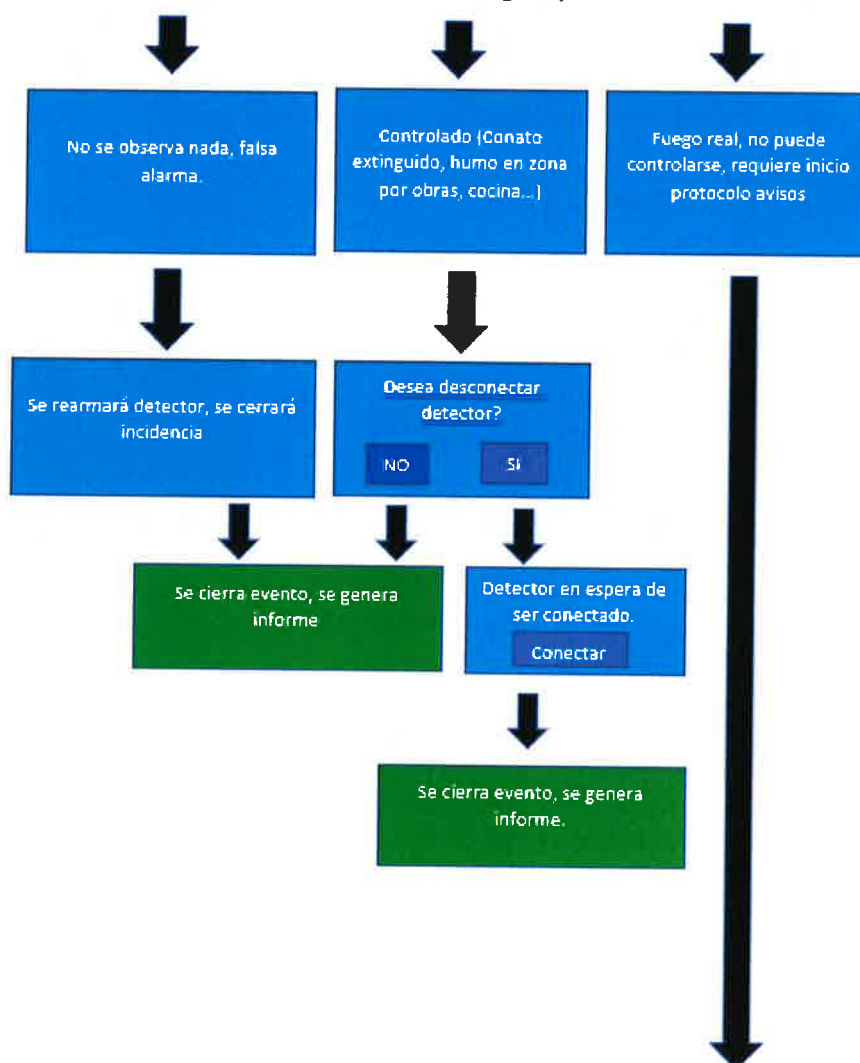 No se observa nada, falsa
alarma.
Controlado (Conato
extinguido, humo en zona
por obras, cocina...)
Fuego real, no puede
controlarse, requiere inicio
protocolo avisos
Se rearmará detector, se cerrará
incidencia
Desea desconectar
detector?
NO
SI
Se cierra evento, se genera
informe
Detector en espera de
ser conectado.
Conectar
Se cierra evento, se genera
informe.